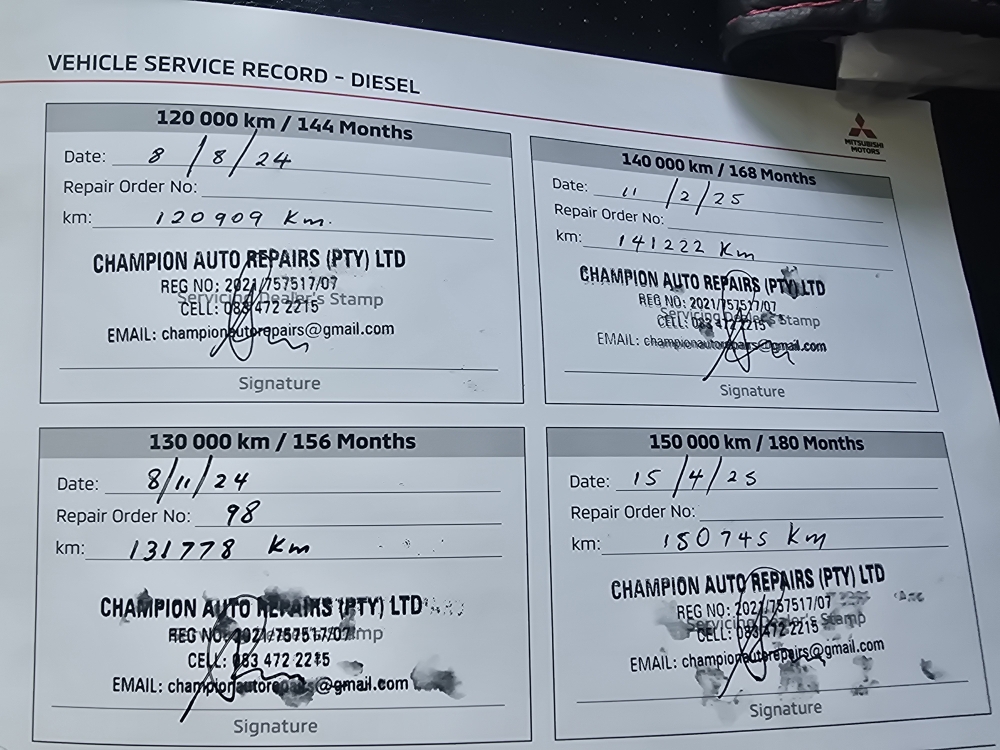 VEHICLE SERVICE RECORD - DIESEL
MITSUBISHI
MOTORS
120 000 km / 144 Months
Date: 8/8/24
Repair Order No:
km: 120909 Km.
CHAMPION AUTO REPAIRS (PTY) LTD
REG NO: 2021/757517/07
Servicing Dealer's Stamp
CELL: 083 472 2215
EMAIL: championautorepairs@gmail.com
Signature
140 000 km / 168 Months
Date: 11/2/25
Repair Order No:
km: 141222 Km
CHAMPION AUTO REPAIRS (PTY) LTD
REG NO: 2021/757517/07
Servicing Dealer's Stamp
CELL: 083 472 2215
EMAIL: championautorepairs@gmail.com
Signature
130 000 km / 156 Months
Date: 8/11/24
Repair Order No: 98
km: 131778 Km
CHAMPION AUTO REPAIRS (PTY) LTD
REG NO: 2021/757517/07
CELL: 083 472 2215
EMAIL: championautorepairs@gmail.com
Signature
150 000 km / 180 Months
Date: 15/4/25
Repair Order No:
km: 150745 Km
CHAMPION AUTO REPAIRS (PTY) LTD
REG NO: 2021/757517/07
Servicing Dealer's Stamp
CELL: 083 472 2215
EMAIL: championautorepairs@gmail.com
Signature